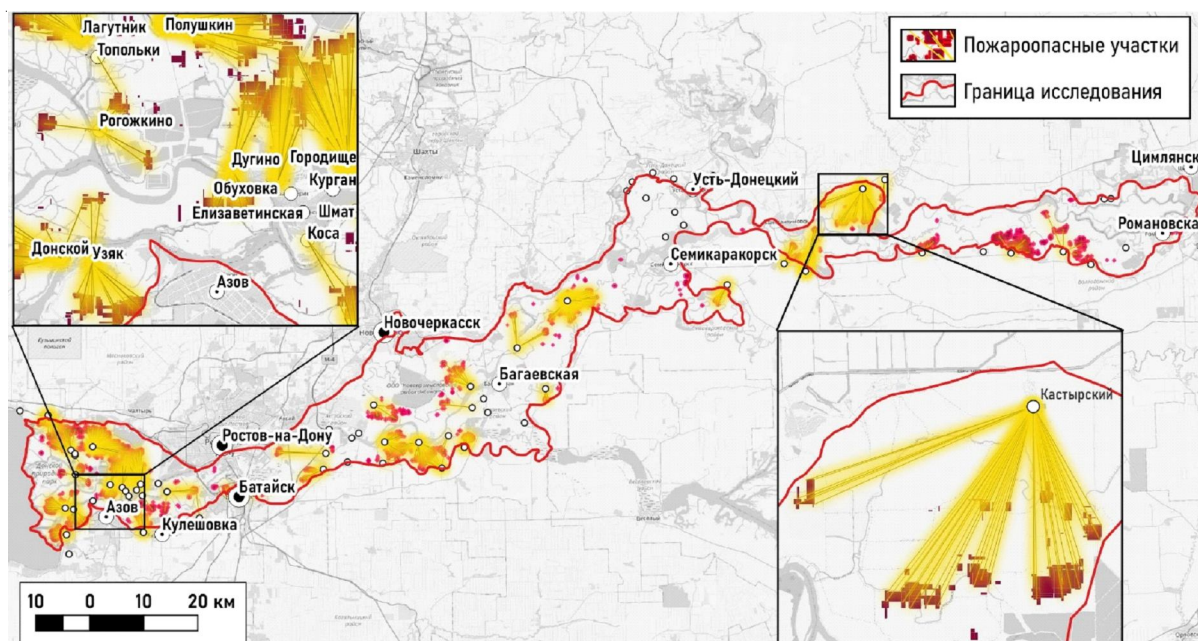 Лагутник
Полушкин
Топольки
Рогожкино
Дугино
Городище
Обуховка
Курган
Елизаветинская
Шмат
Коса
Донской
Узяк
Азов
Пожароопасные участки
Граница исследования
Шахты
Усть-Донецкий
Цимлянск
Романовская
Семикаракорск
Новочеркасск
Багаевская
Ростов-на-Дону
Батайск
Азов
Кулешовка
Кастырский
10 0 10 20 км